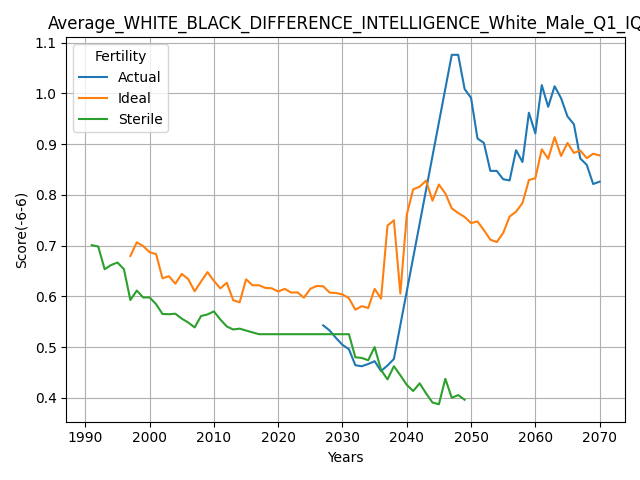 Average_WHITE_BLACK_DIFFERENCE_INTELLIGENCE_White_Male_Q1_IQ
Fertility
Actual
Ideal
Sterile
Score(-6-6)
1.1
1.0
0.9
0.8
0.7
0.6
0.5
0.4
1990 2000 2010 2020 2030 2040 2050 2060 2070
Years